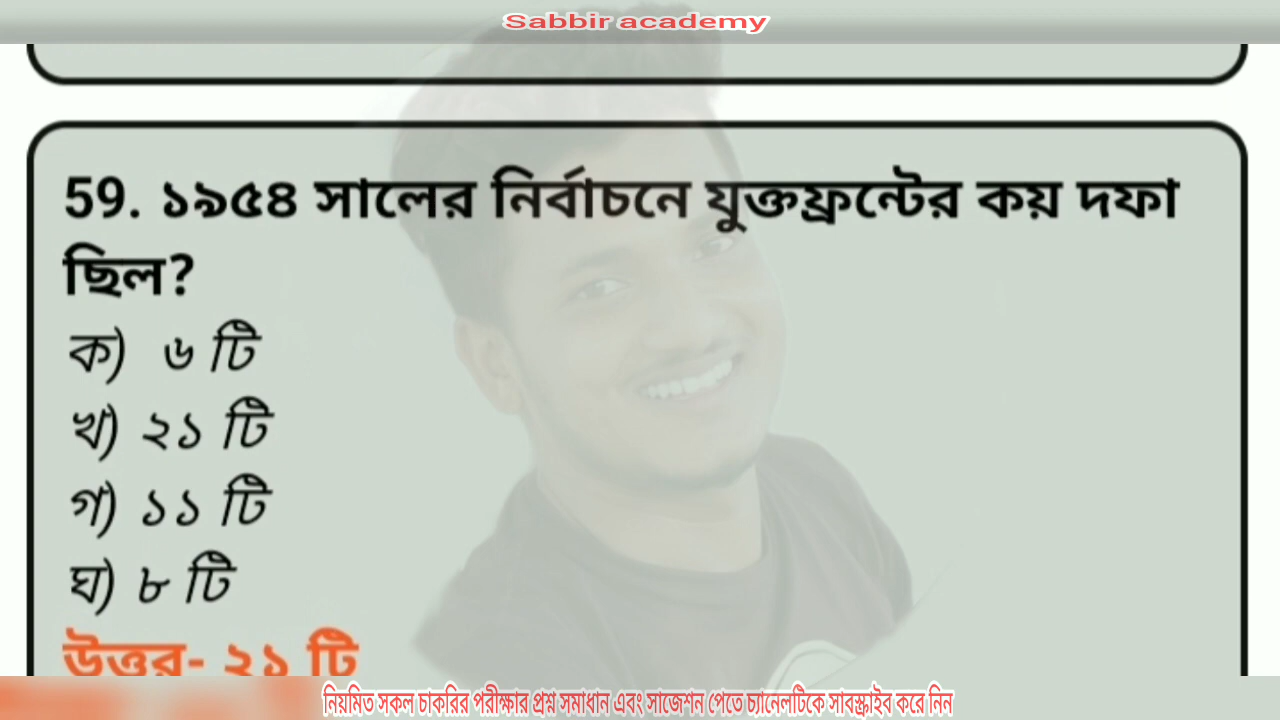 Sabbir academy
59. ১৯৫৪ সালের নির্বাচনে যুক্তফ্রন্টের কয় দফা
ছিল?
ক) ৬ টি
খ) ২১ টি
গ) ১১ টি
ঘ) ৮ টি
উত্তর- ২১ টি
নিয়মিত সকল চাকরির পরীক্ষার প্রশ্ন সমাধান এবং সাজেশন পেতে চ্যানেলটিকে সাবস্ক্রাইব করে নিন